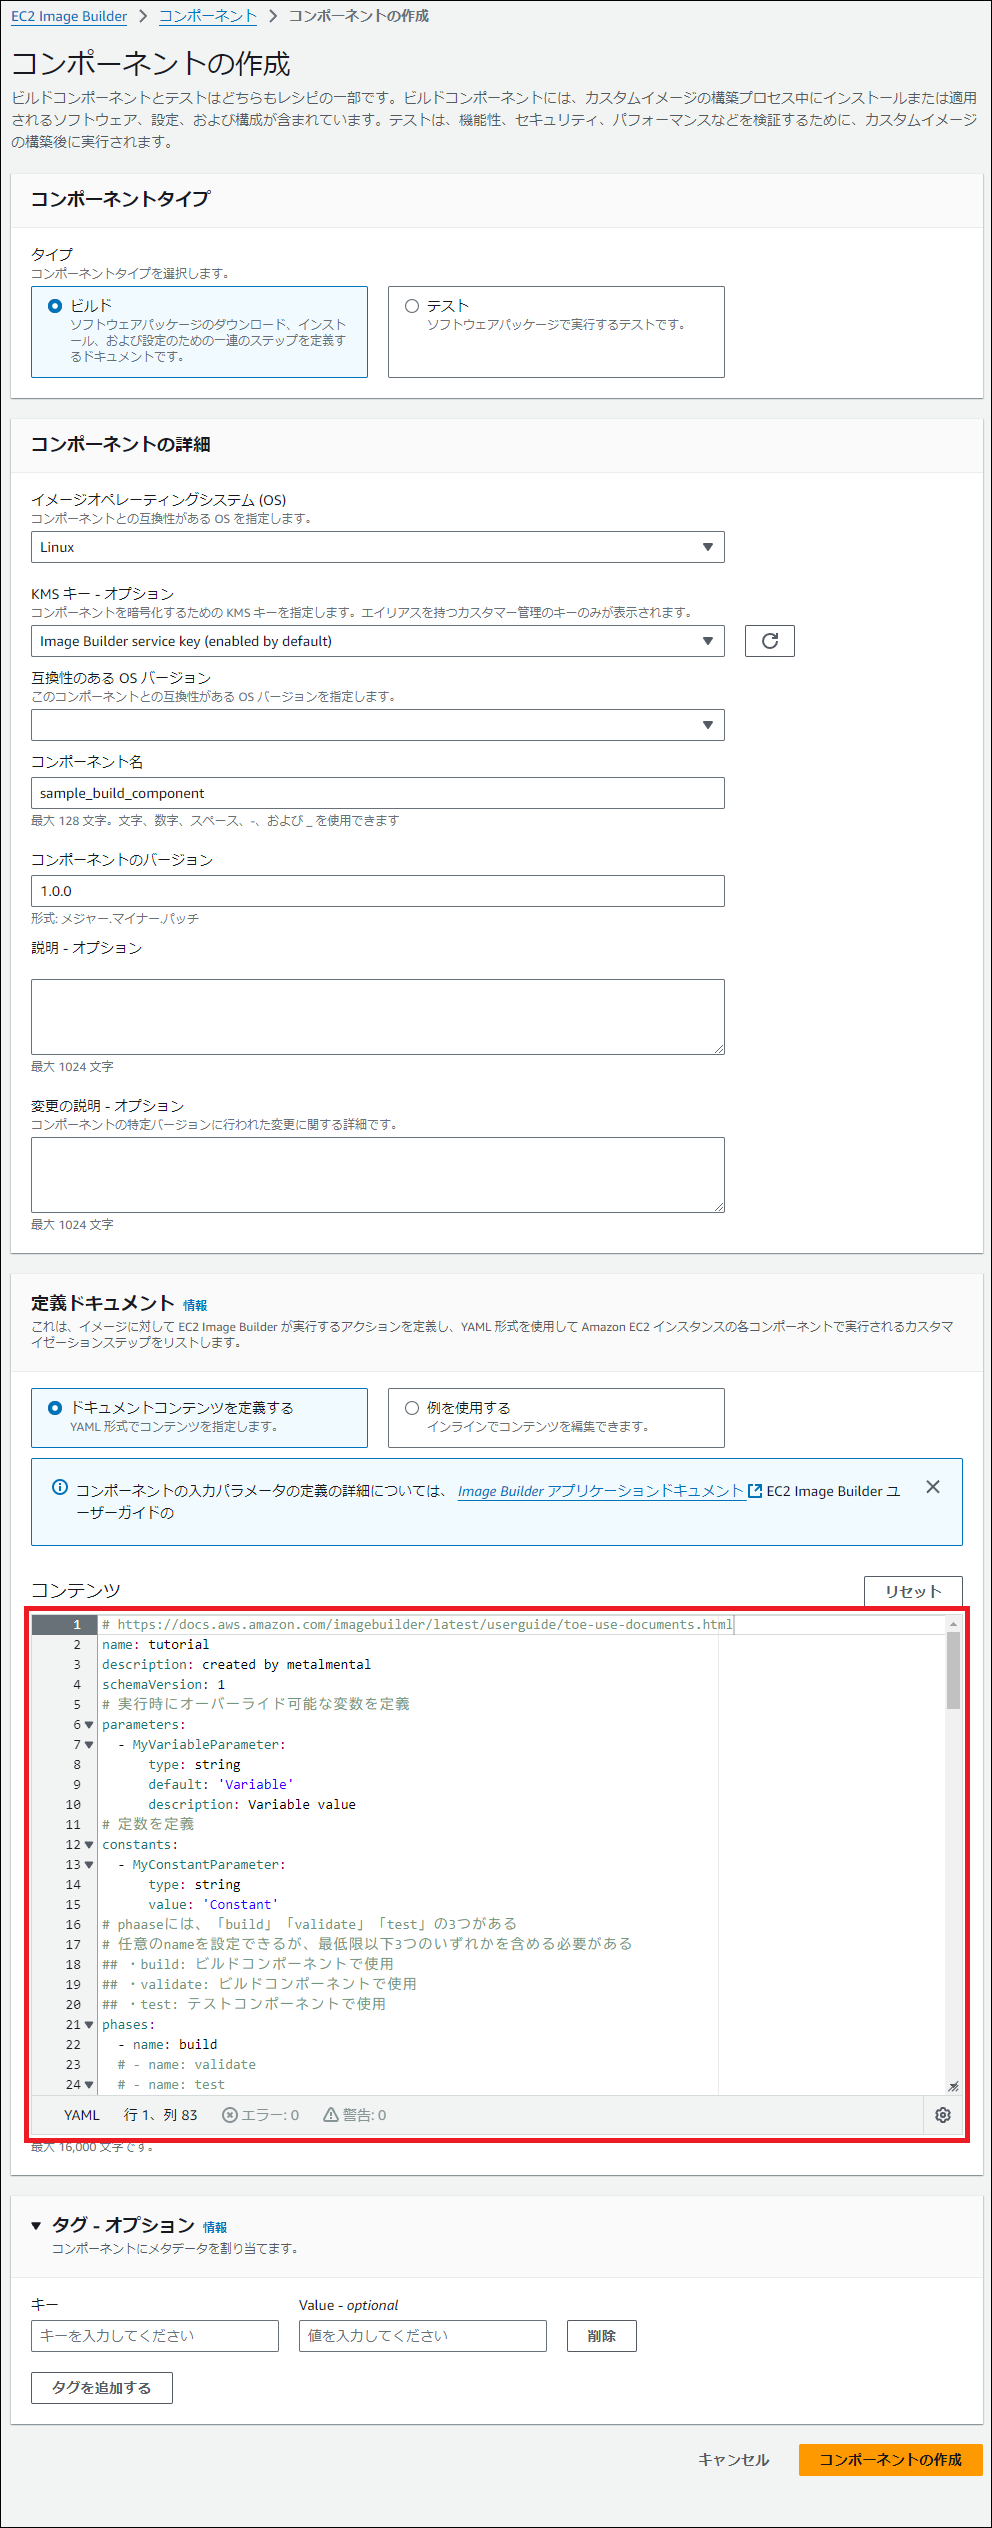 EC2 Image Builder > コンポーネント > コンポーネントの作成
コンポーネントの作成
ビルドコンポーネントとテストはどちらもレシピの一部です。ビルドコンポーネントには、カスタムイメージの構築プロセス中にインストールまたは適用
されるソフトウェア、設定、および構成が含まれています。テストは、機能性、セキュリティ、パフォーマンスなどを検証するために、カスタムイメージ
の構築後に実行されます。
コンポーネントタイプ
タイプ
コンポーネントタイプを選択します。
ビルド
ソフトウェアパッケージのダウンロード、インスト
ール、および設定のための一連のステップを定義す
るドキュメントです。
テスト
ソフトウェアパッケージで実行するテストです。
コンポーネントの詳細
イメージオペレーティングシステム (OS)
コンポーネントとの互換性がある OS を指定します。
Linux
KMS キー - オプション
コンポーネントを暗号化するための KMS キーを指定します。エイリアスを持つカスタマー管理のキーのみが表示されます。
Image Builder service key (enabled by default)
互換性のある OS バージョン
このコンポーネントとの互換性がある OS バージョンを指定します。
コンポーネント名
sample_build_component
最大 128 文字。文字、数字、スペース、-、および _ を使用できます
コンポーネントのバージョン
1.0.0
形式: メジャー.マイナー.パッチ
説明 - オプション
最大 1024 文字
変更の説明 - オプション
コンポーネントの特定バージョンに行われた変更に関する詳細です。
最大 1024 文字
定義ドキュメント 情報
これは、イメージに対して EC2 Image Builder が実行するアクションを定義し、YAML 形式を使用して Amazon EC2 インスタンスの各コンポーネントで実行されるカスタマ
イゼーションステップをリストします。
ドキュメントコンテンツを定義する
YAML 形式でコンテンツを指定します。
例を使用する
インラインでコンテンツを編集できます。
コンポーネントの入力パラメータの定義の詳細については、 Image Builder アプリケーションドキュメント EC2 Image Builder ユ
ーザーガイドの
コンテンツ
リセット
1 # https://docs.aws.amazon.com/imagebuilder/latest/userguide/toe-use-documents.html
2 name: tutorial
3 description: created by metalmental
4 schemaVersion: 1
5 # 実行時にオーバーライド可能な変数を定義
6 parameters:
7   - MyVariableParameter:
8       type: string
9       default: 'Variable'
10       description: Variable value
11 # 定数を定義
12 constants:
13   - MyConstantParameter:
14       type: string
15       value: 'Constant'
16 # phaaseには、「build」「validate」「test」の3つがある
17 # 任意のnameを設定できるが、最低限以下3つのいずれかを含める必要がある
18 ## ・build: ビルドコンポーネントで使用
19 ## ・validate: ビルドコンポーネントで使用
20 ## ・test: テストコンポーネントで使用
21 phases:
22   - name: build
23   # - name: validate
24   # - name: test
YAML 行 1、列 83 エラー: 0 警告: 0
最大 16,000 文字です。
タグ - オプション 情報
コンポーネントにメタデータを割り当てます。
キー
Value - optional
キーを入力してください
値を入力してください
削除
タグを追加する
キャンセル
コンポーネントの作成